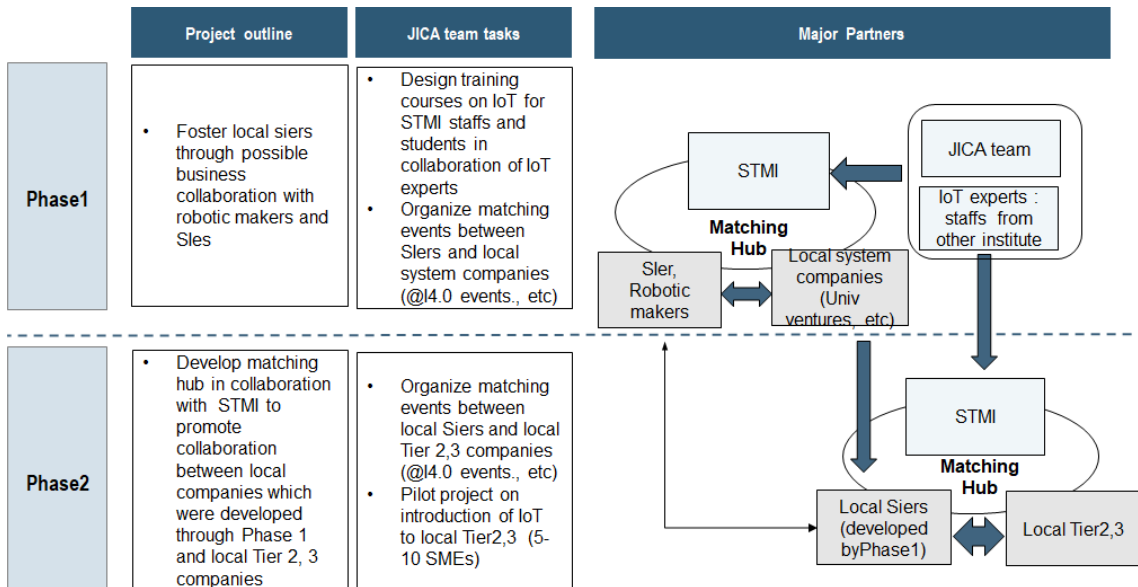 Project outline
JICA team tasks
Major Partners
Phase1
• Foster local siers
through possible
business
collaboration with
robotic makers and
SIes
• Design training
courses on IoT for
STMI staffs and
students in
collaboration of IoT
experts
• Organize matching
events between
SIers and local
system companies
(@I4.0 events., etc)
STMI
Matching
Hub
SIer,
Robotic
makers
Local system
companies
(Univ
ventures, etc)
JICA team
IoT experts :
staffs from
other institute
Phase2
• Develop matching
hub in collaboration
with STMI to
promote
collaboration
between local
companies which
were developed
through Phase 1
and local Tier 2, 3
companies
• Organize matching
events between
local Siers and local
Tier 2,3 companies
(@I4.0 events., etc)
• Pilot project on
introduction of IoT
to local Tier2,3 (5-
10 SMEs)
STMI
Matching
Hub
Local Siers
(developed
byPhase1)
Local Tier2,3